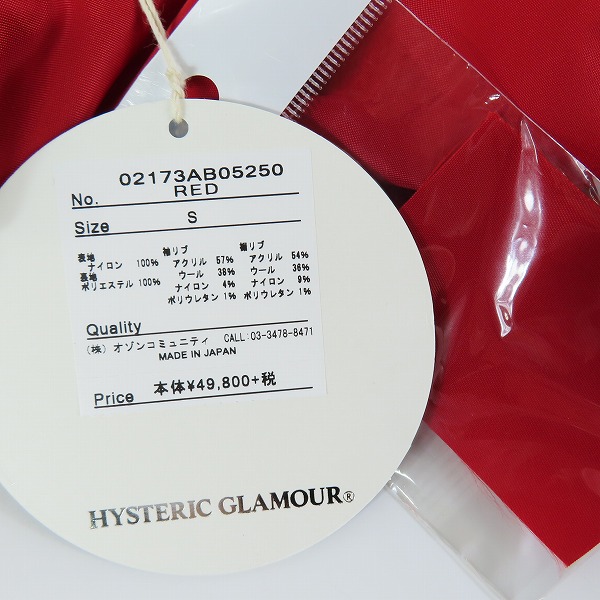 No. 02173AB05250
RED
Size S
表地 袖リブ 裾リブ
ナイロン 100% アクリル 57% アクリル 54%
裏地 ウール 38% ウール 36%
ポリエステル 100% ナイロン 4% ナイロン 9%
ポリウレタン 1% ポリウレタン 1%
Quality
(株) オゾンコミュニティ CALL:03-3478-8471
MADE IN JAPAN
Price 本体¥49,800+税
HYSTERIC GLAMOUR®